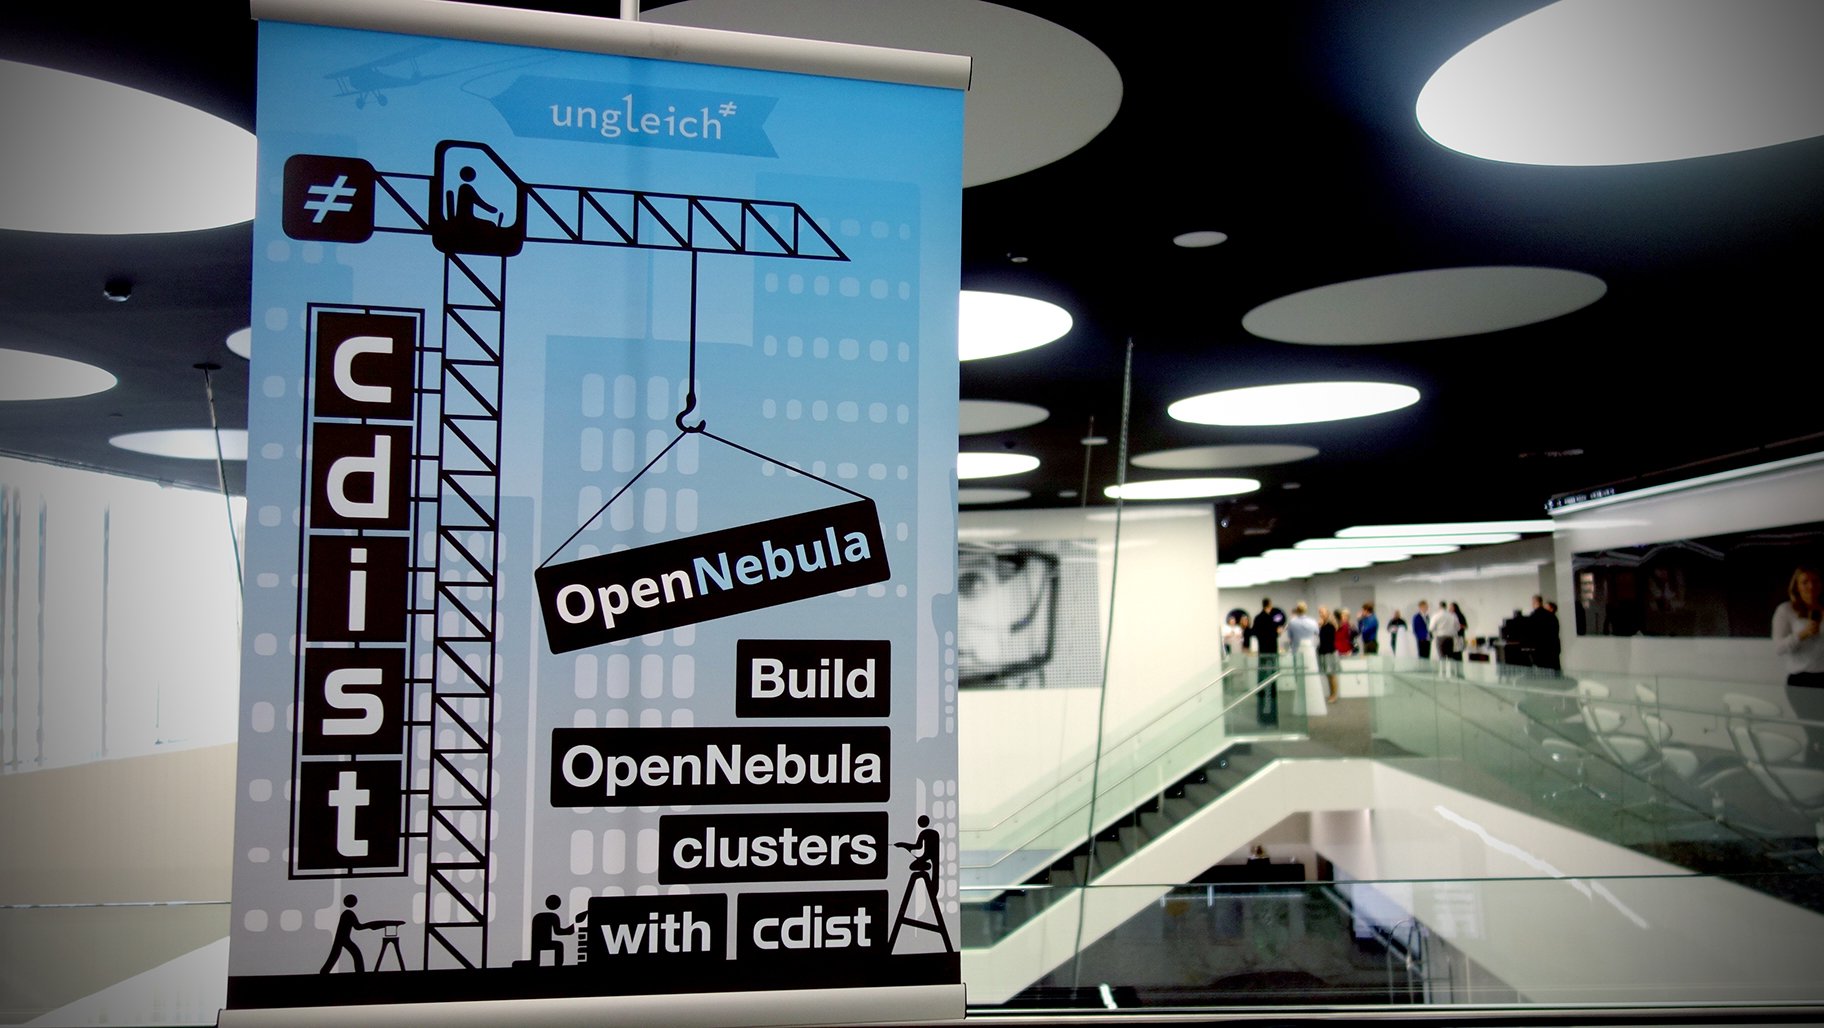 ungleich≠
≠
cdist
OpenNebula
Build
OpenNebula
clusters
with cdist